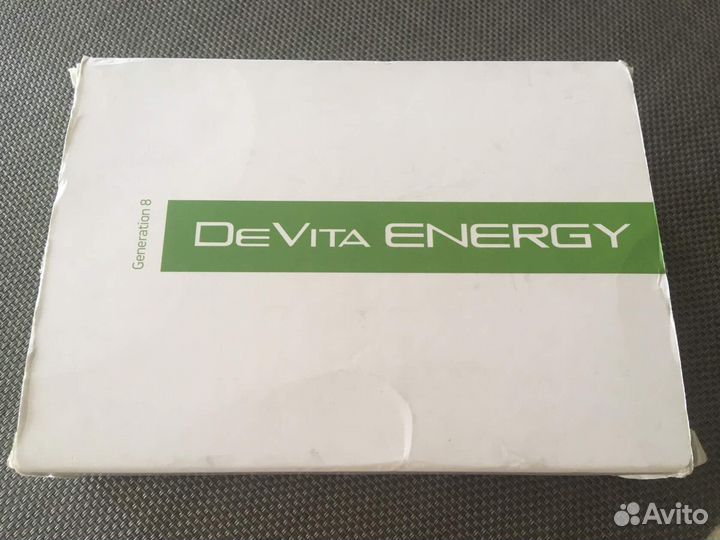 Generation 8
DeVita ENERGY
Avito